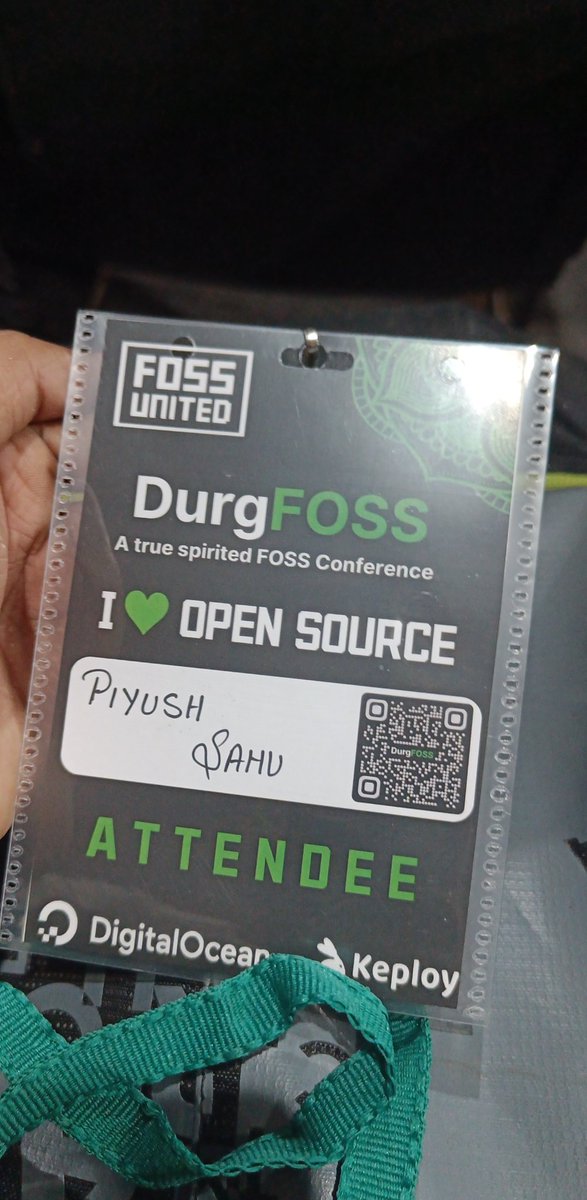 FOSS
UNITED
DurgFOSS
A true spirited FOSS Conference
I ♥ OPEN SOURCE
PIYUSH
SAHU
DurgFOSS
ATTENDEE
DigitalOcean
Keploy